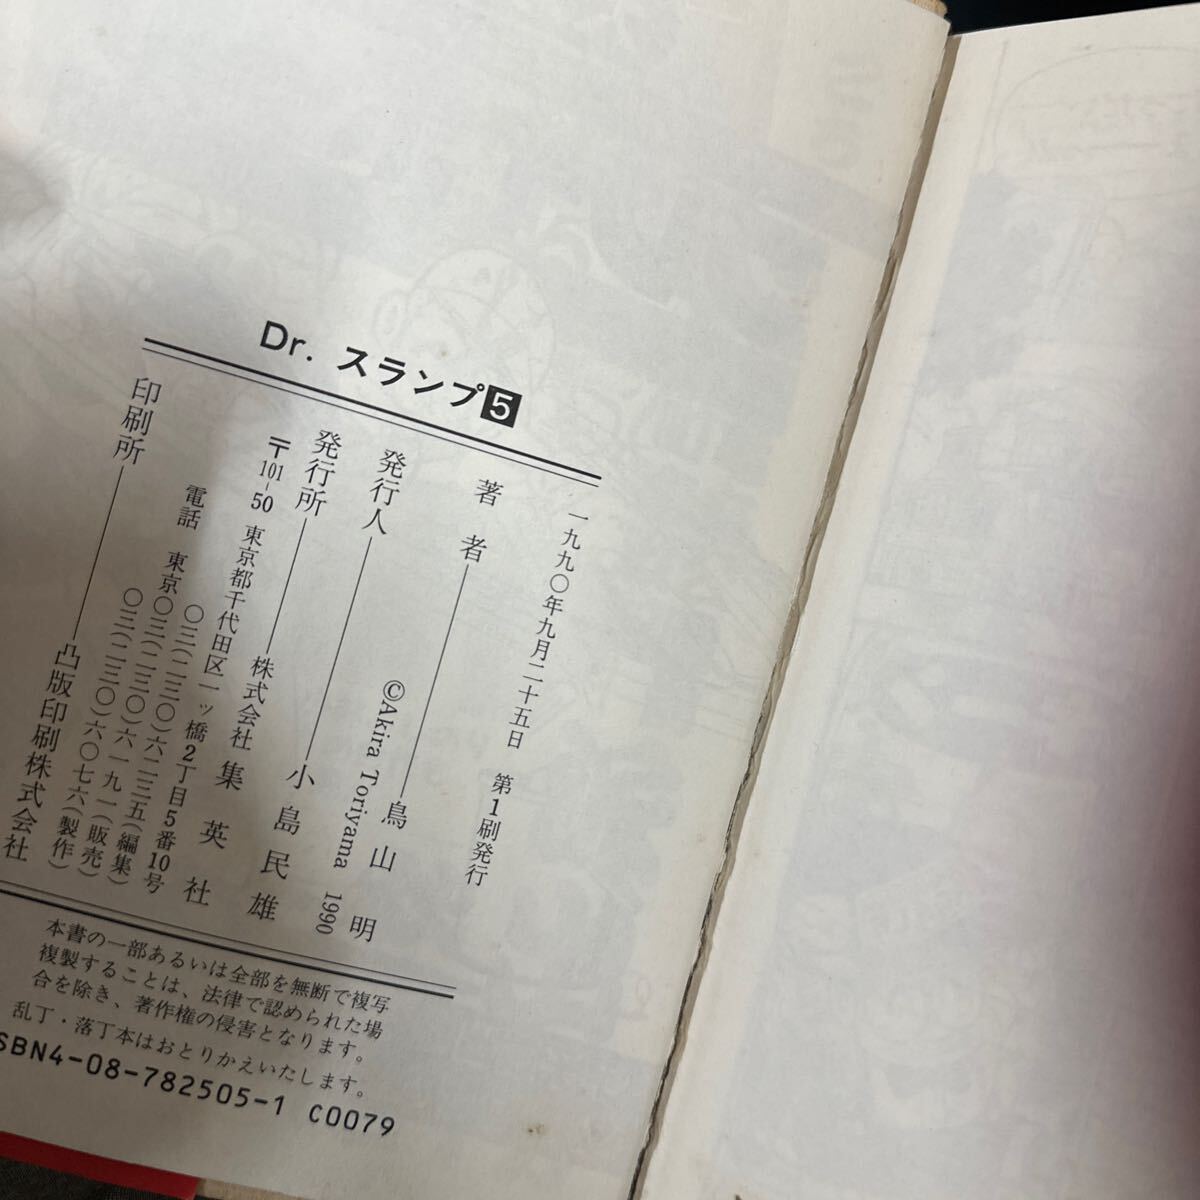 Dr. スランプ5
一九九〇年九月二十五日 第1刷発行
著者――鳥山 明
©Akira Toriyama 1990
発行人――小島民雄
発行所――株式会社 集英社
〒101-50 東京都千代田区一ッ橋2丁目5番10号
〇三(二三〇)六二三五(編集)
電話 東京〇三(二三〇)六一九一(販売)
〇三(二三〇)六〇七六(製作)
印刷所――凸版印刷株式会社
本書の一部あるいは全部を無断で複写
複製することは、法律で認められた場
合を除き、著作権の侵害となります。
乱丁・落丁本はおとりかえいたします。
SBN4-08-782505-1 C0079